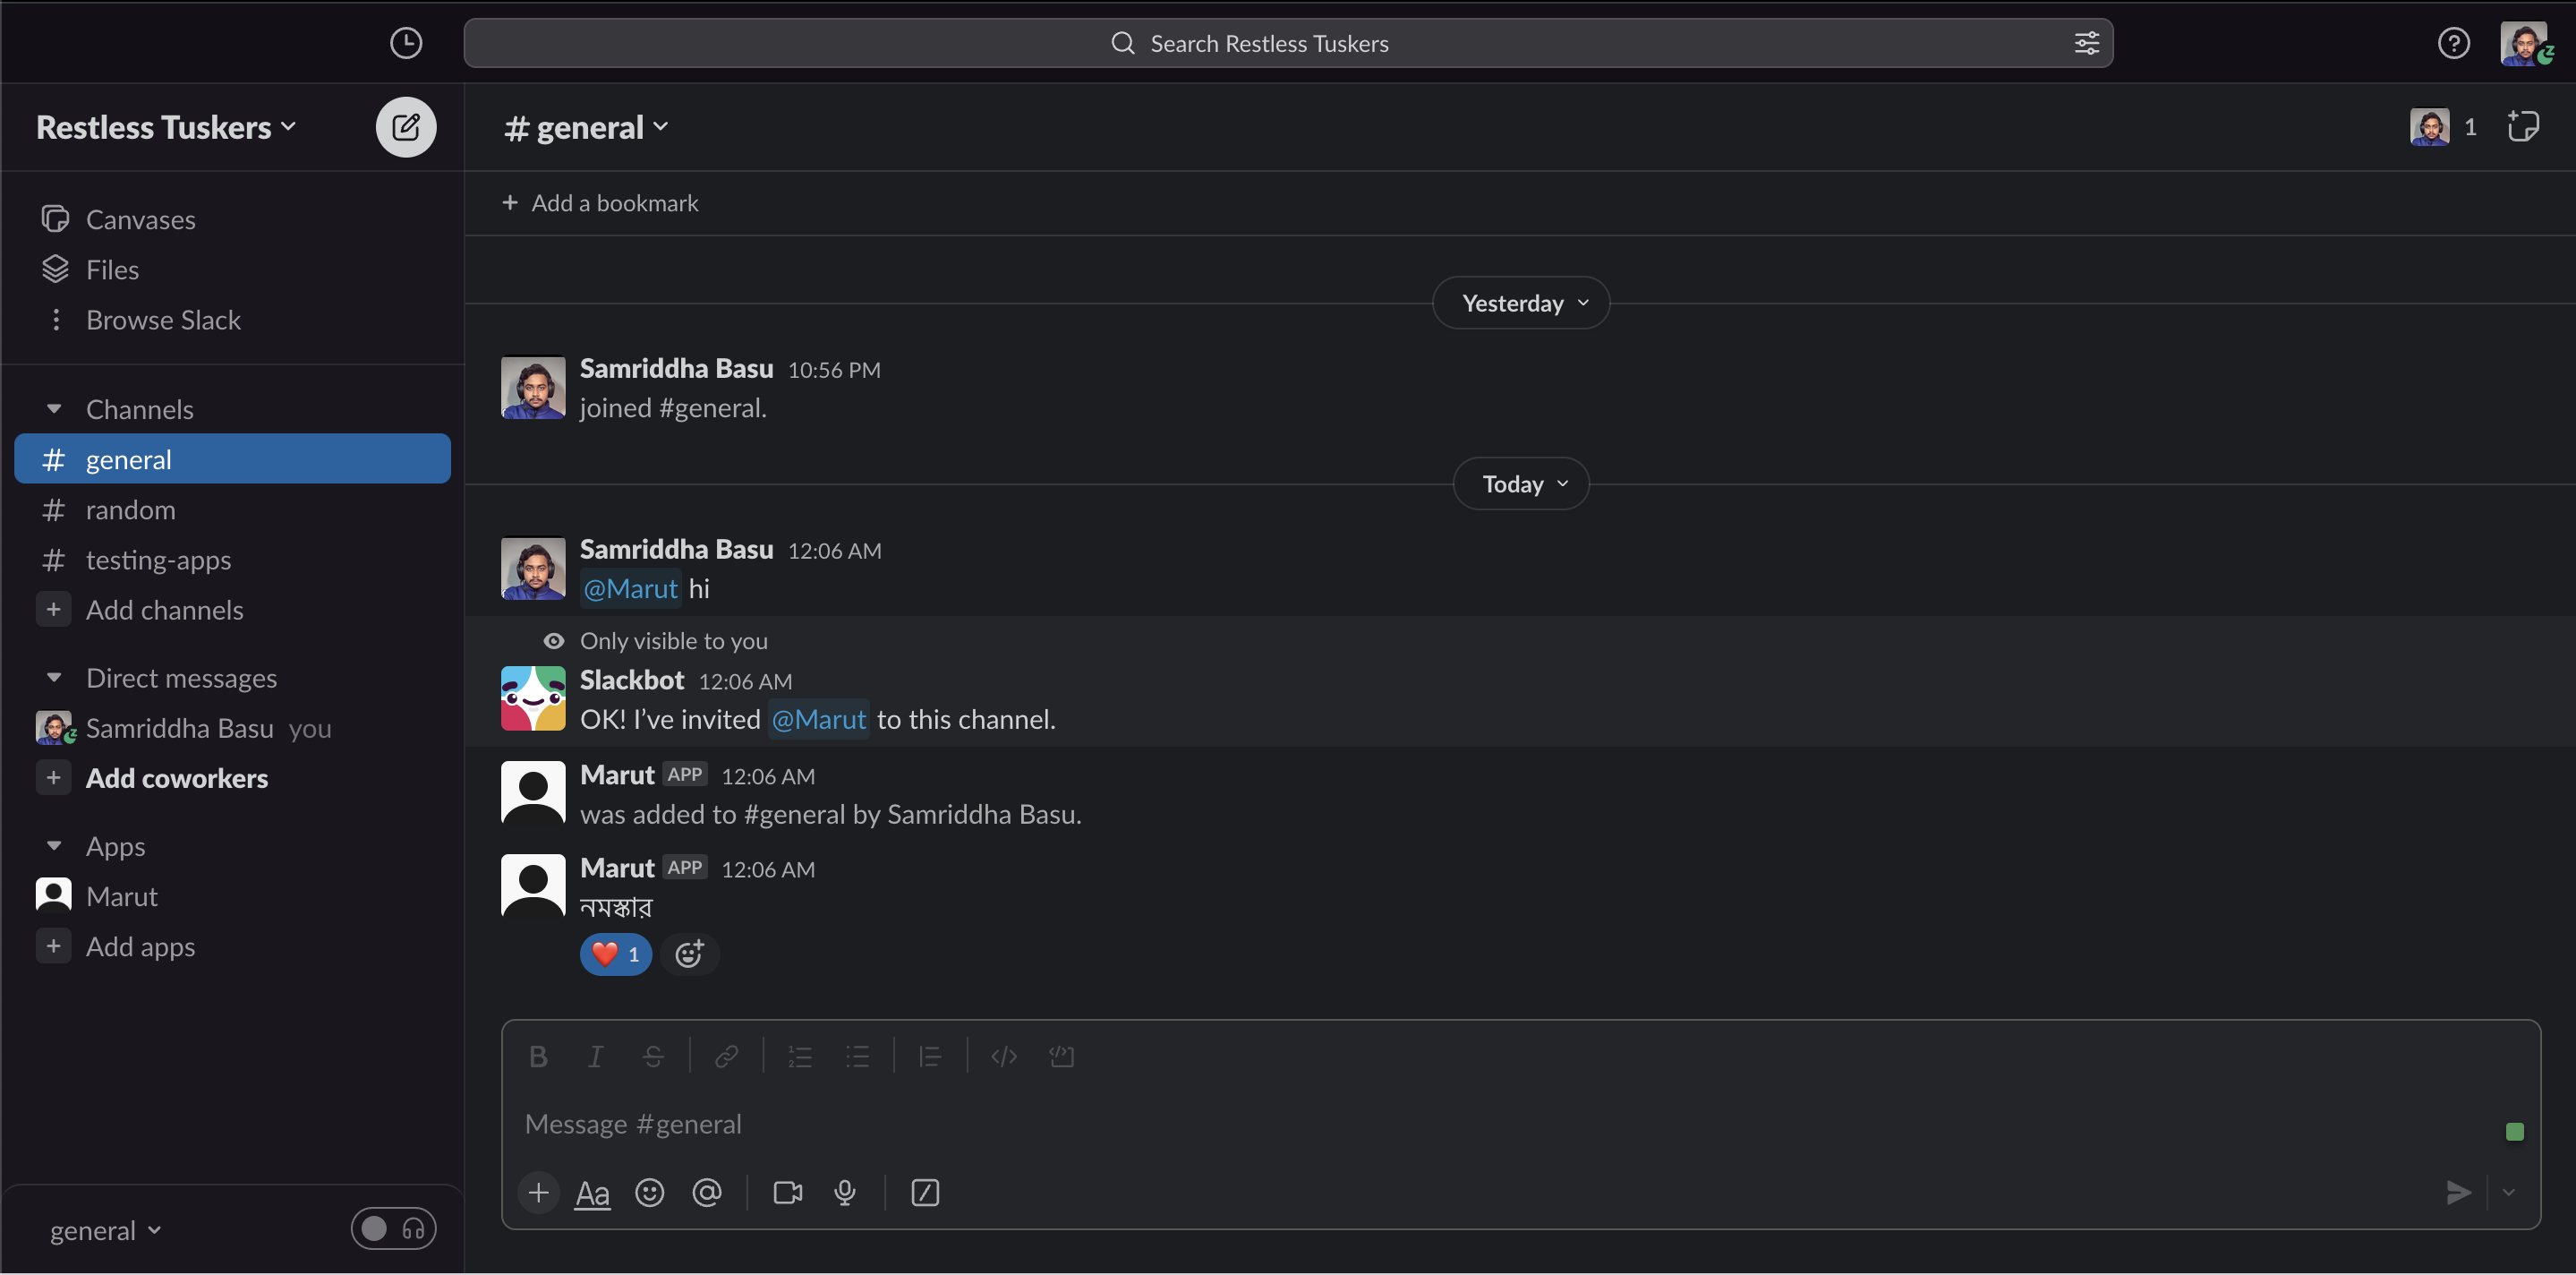 Search Restless Tuskers
Restless Tuskers
# general
1
Canvases
Files
Browse Slack
+ Add a bookmark
Channels
# general
# random
# testing-apps
+ Add channels
Direct messages
Samriddha Basu you
+ Add coworkers
Apps
Marut
+ Add apps
general
Yesterday
Samriddha Basu 10:56 PM
joined #general.
Today
Samriddha Basu 12:06 AM
@Marut hi
Only visible to you
Slackbot 12:06 AM
OK! I’ve invited @Marut to this channel.
Marut APP 12:06 AM
was added to #general by Samriddha Basu.
Marut APP 12:06 AM
নমস্কার
❤️ 1
Message #general
Aa